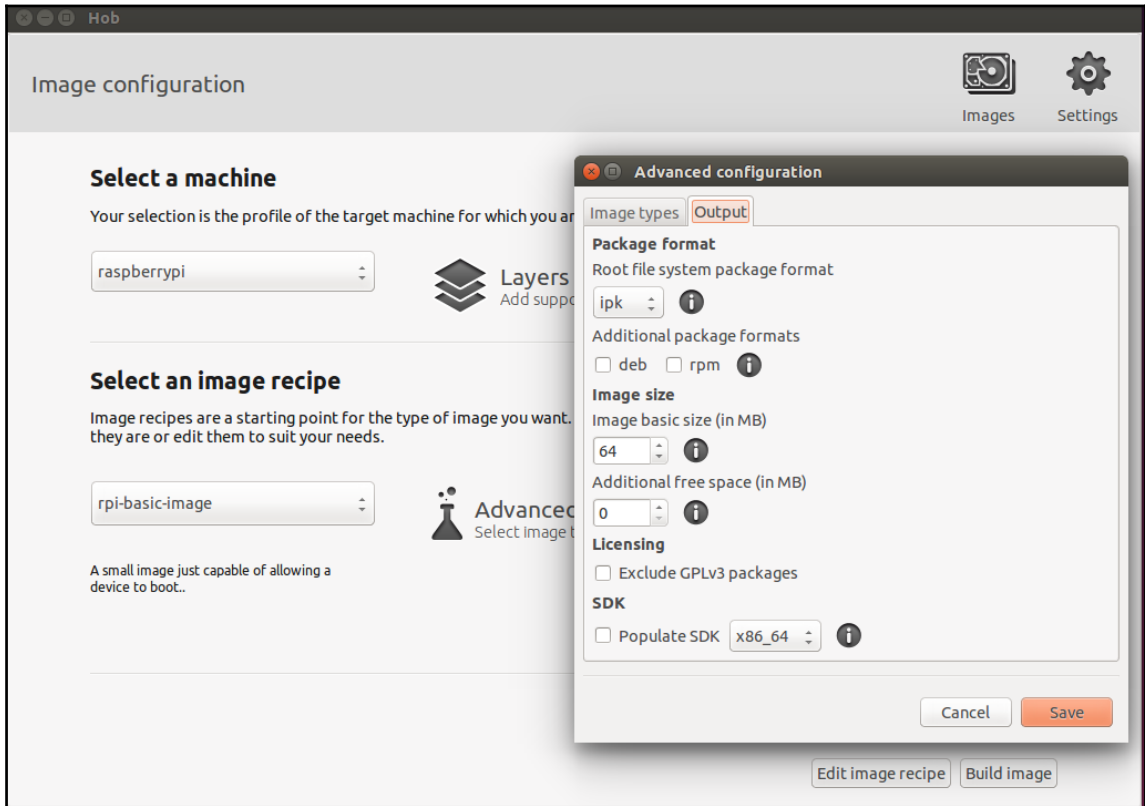 Hob
Image configuration
Images
Settings
Select a machine
Your selection is the profile of the target machine for which you ar
raspberrypi
Layers
Add suppo
Select an image recipe
Image recipes are a starting point for the type of image you want.
they are or edit them to suit your needs.
rpi-basic-image
Advanced
Select image t
A small image just capable of allowing a
device to boot..
Advanced configuration
Image types
Output
Package format
Root file system package format
ipk
Additional package formats
deb
rpm
Image size
Image basic size (in MB)
64
Additional free space (in MB)
0
Licensing
Exclude GPLv3 packages
SDK
Populate SDK
x86_64
Cancel
Save
Edit image recipe
Build image